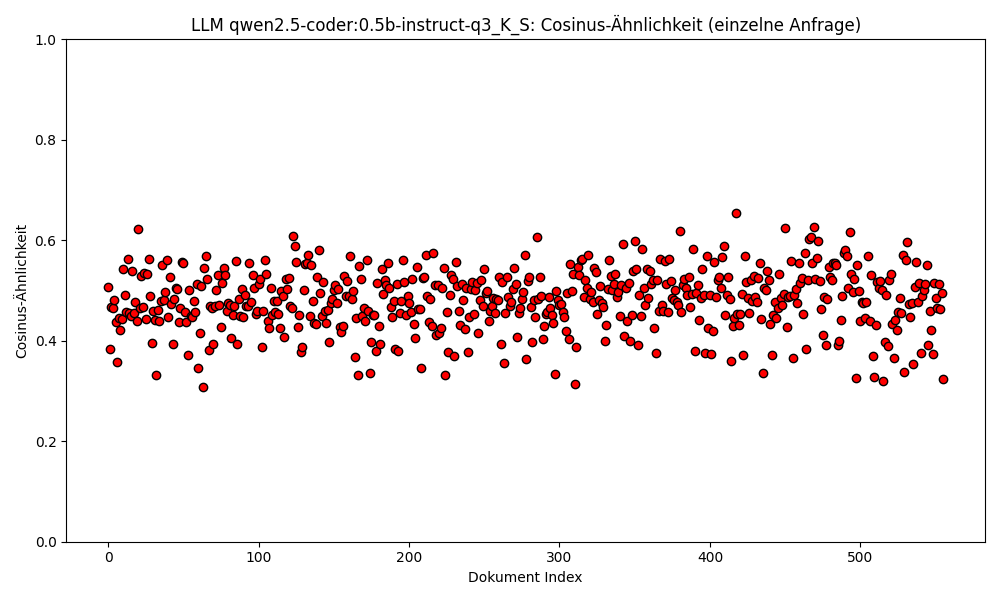 LLM qwen2.5-coder:0.5b-instruct-q3_K_S: Cosinus-Ähnlichkeit (einzelne Anfrage)
1.0
0.8
0.6
0.4
0.2
0.0
Cosinus-Ähnlichkeit
0 100 200 300 400 500
Dokument Index